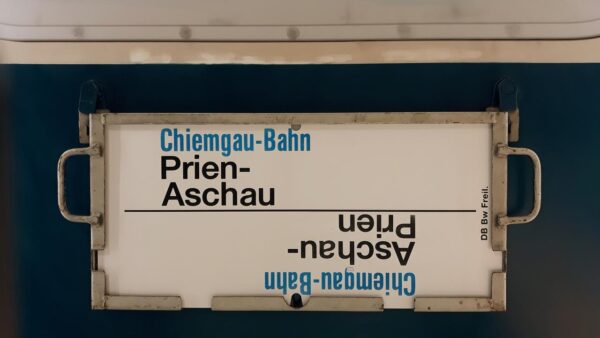 Chiemgau-Bahn
Prien-
Aschau
DB Bw Freil.
Chiemgau-Bahn
Aschau-
Prien